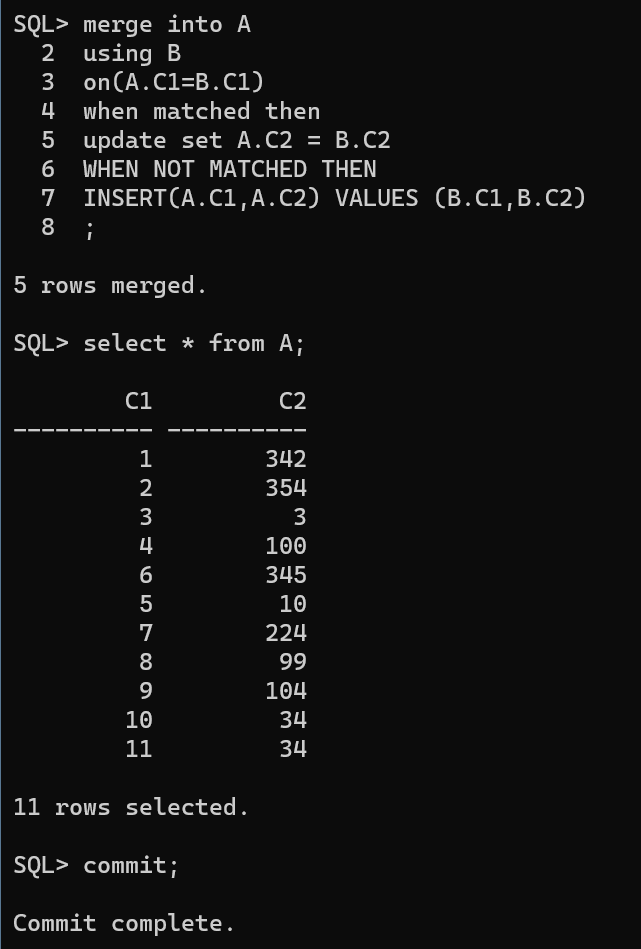 SQL> merge into A
2 using B
3 on(A.C1=B.C1)
4 when matched then
5 update set A.C2 = B.C2
6 WHEN NOT MATCHED THEN
7 INSERT(A.C1,A.C2) VALUES (B.C1,B.C2)
8 ;
5 rows merged.
SQL> select * from A;
C1 C2
---------- ----------
1 342
2 354
3 3
4 100
6 345
5 10
7 224
8 99
9 104
10 34
11 34
11 rows selected.
SQL> commit;
Commit complete.